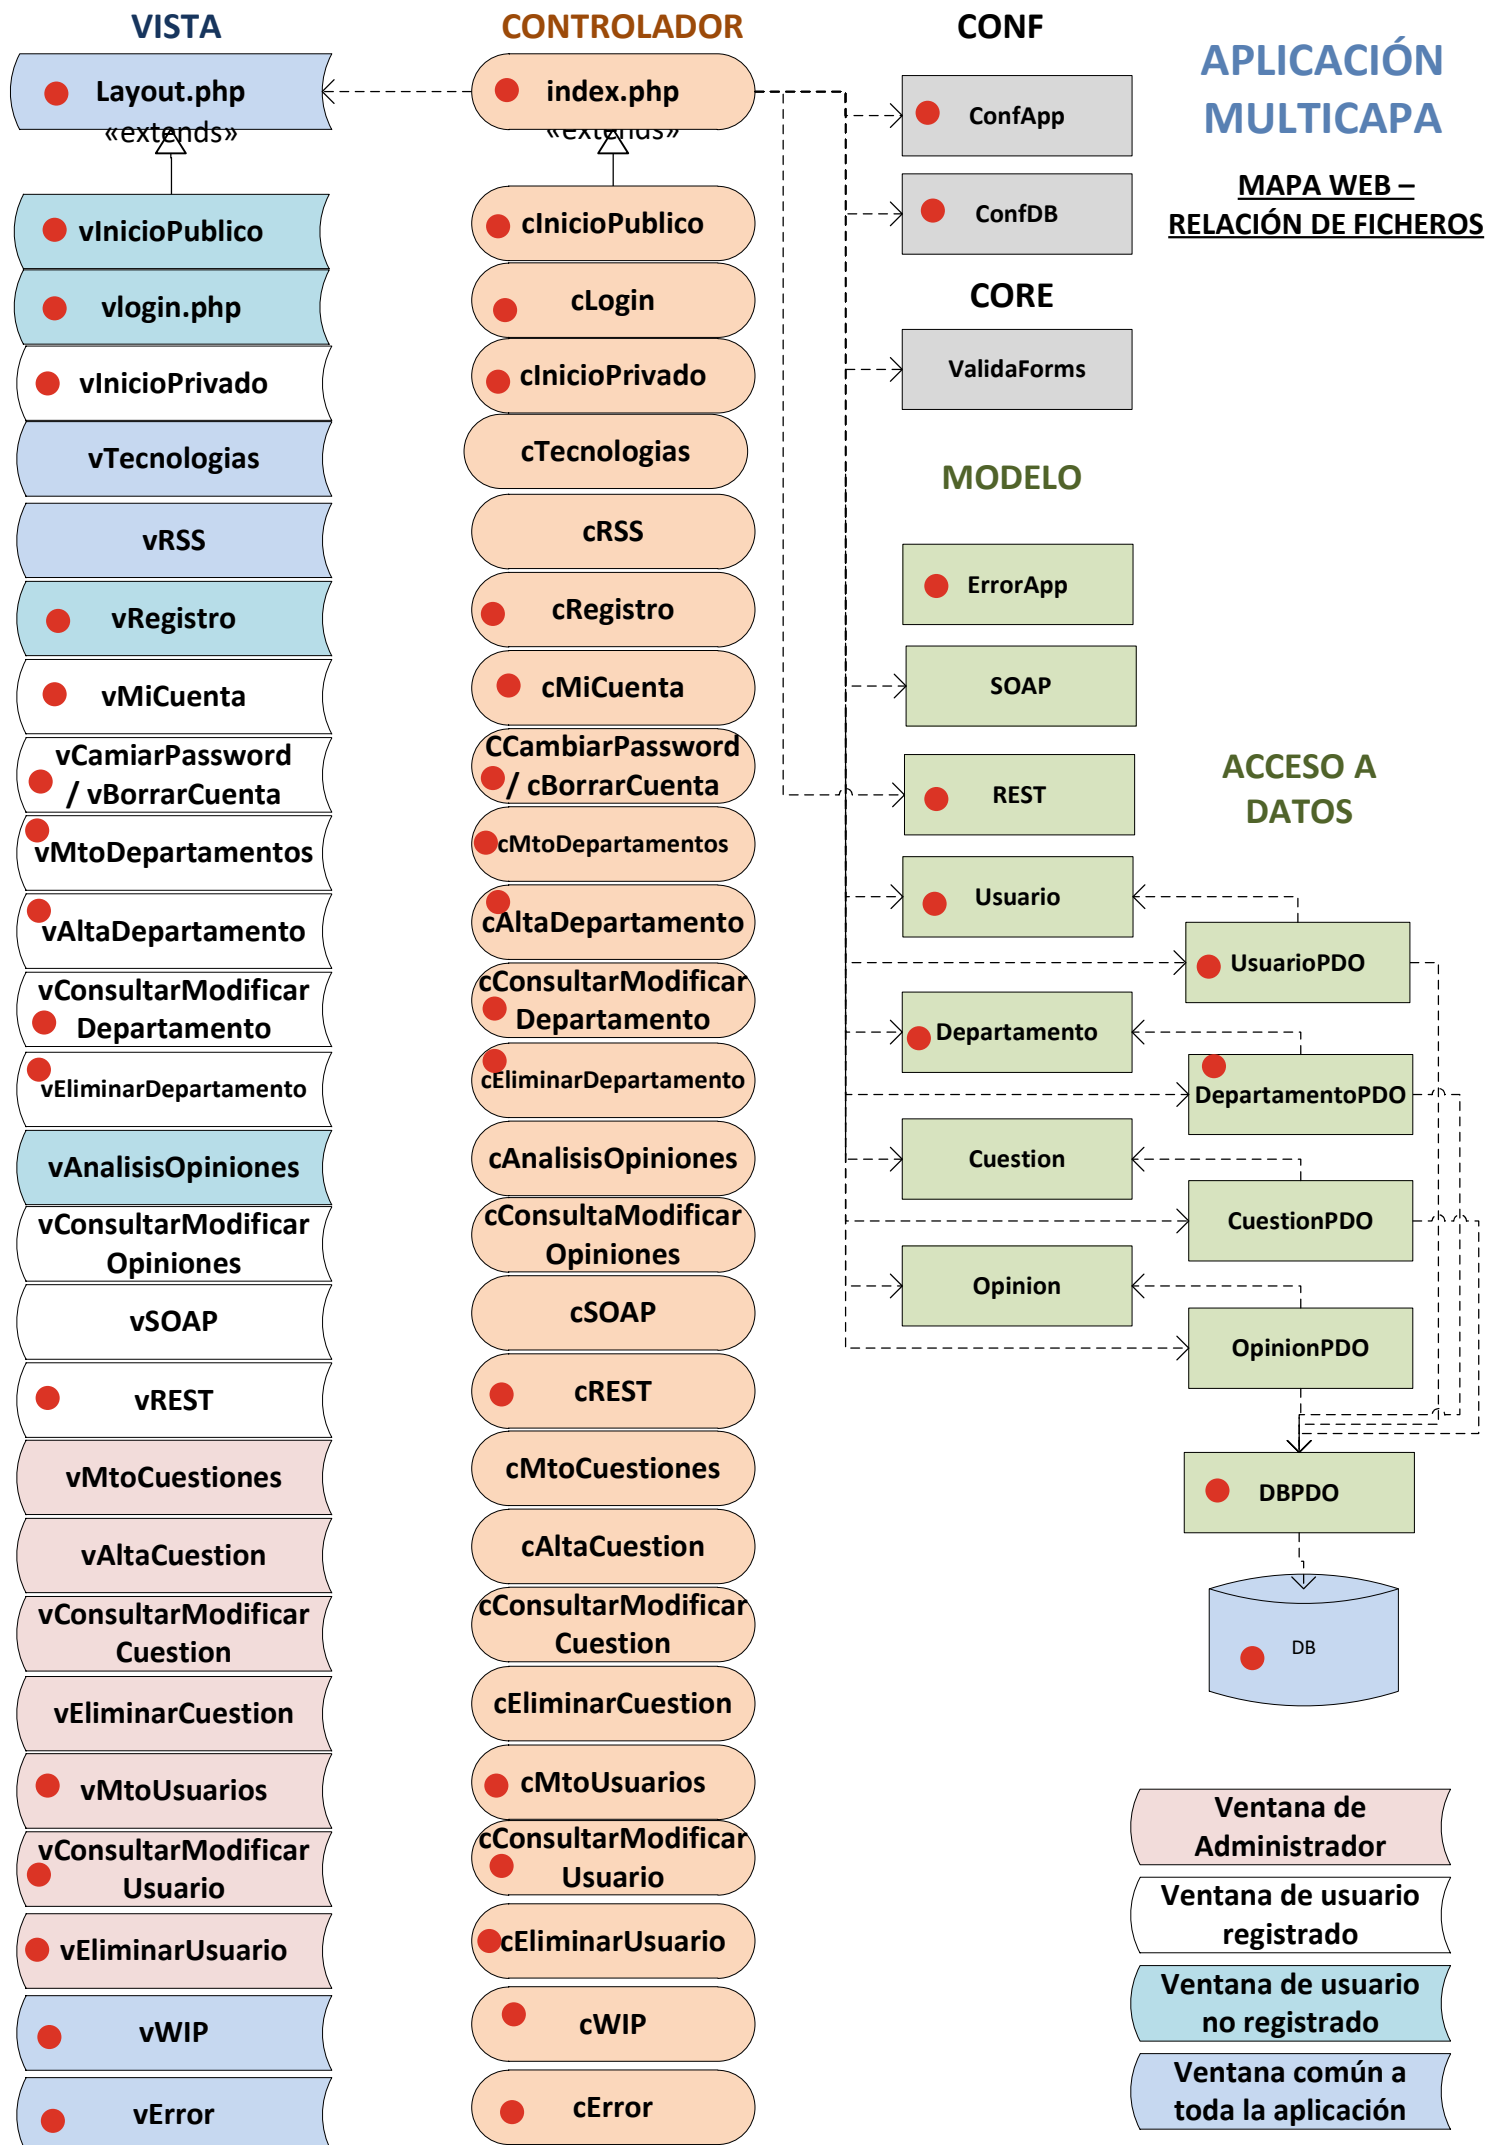 VISTA
Layout.php
«extends»
vInicioPublico
vlogin.php
vInicioPrivado
vTecnologias
vRSS
vRegistro
vMiCuenta
vCamiarPassword
/ vBorrarCuenta
vMtoDepartamentos
vAltaDepartamento
vConsultarModificar
Departamento
vEliminarDepartamento
vAnalisisOpiniones
vConsultarModificar
Opiniones
vSOAP
vREST
vMtoCuestiones
vAltaCuestion
vConsultarModificar
Cuestion
vEliminarCuestion
vMtoUsuarios
vConsultarModificar
Usuario
vEliminarUsuario
vWIP
vError
CONTROLADOR
index.php
«extends»
cInicioPublico
cLogin
cInicioPrivado
cTecnologias
cRSS
cRegistro
cMiCuenta
CCambiarPassword
/ cBorrarCuenta
cMtoDepartamentos
cAltaDepartamento
cConsultarModificar
Departamento
cEliminarDepartamento
cAnalisisOpiniones
cConsultaModificar
Opiniones
cSOAP
cREST
cMtoCuestiones
cAltaCuestion
cConsultarModificar
Cuestion
cEliminarCuestion
cMtoUsuarios
cConsultarModificar
Usuario
cEliminarUsuario
cWIP
cError
CONF
ConfApp
ConfDB
CORE
ValidaForms
MODELO
ErrorApp
SOAP
REST
Usuario
Departamento
Cuestion
Opinion
APLICACIÓN
MULTICAPA
MAPA WEB –
RELACIÓN DE FICHEROS
ACCESO A
DATOS
UsuarioPDO
DepartamentoPDO
CuestionPDO
OpinionPDO
DBPDO
DB
Ventana de
Administrador
Ventana de usuario
registrado
Ventana de usuario
no registrado
Ventana común a
toda la aplicación